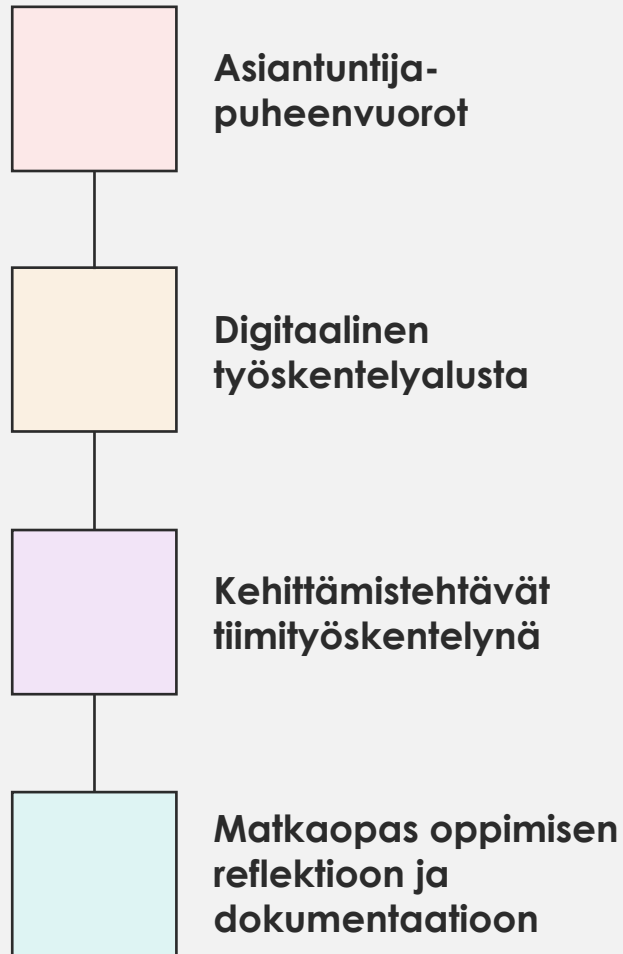 Asiantuntija-
puheenvuorot
Digitaalinen
työskentelyalusta
Kehittämistehtävät
tiimityöskentelynä
Matkaopas oppimisen
reflektioon ja
dokumentaatioon